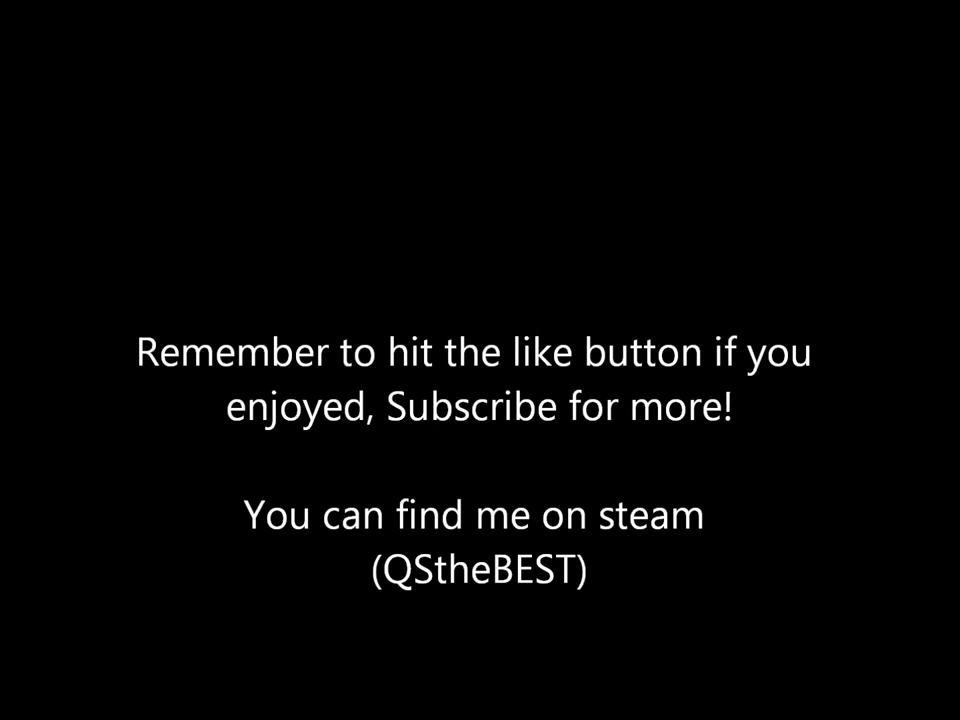 Remember to hit the like button if you
enjoyed, Subscribe for more!
You can find me on steam
(QStheBEST)